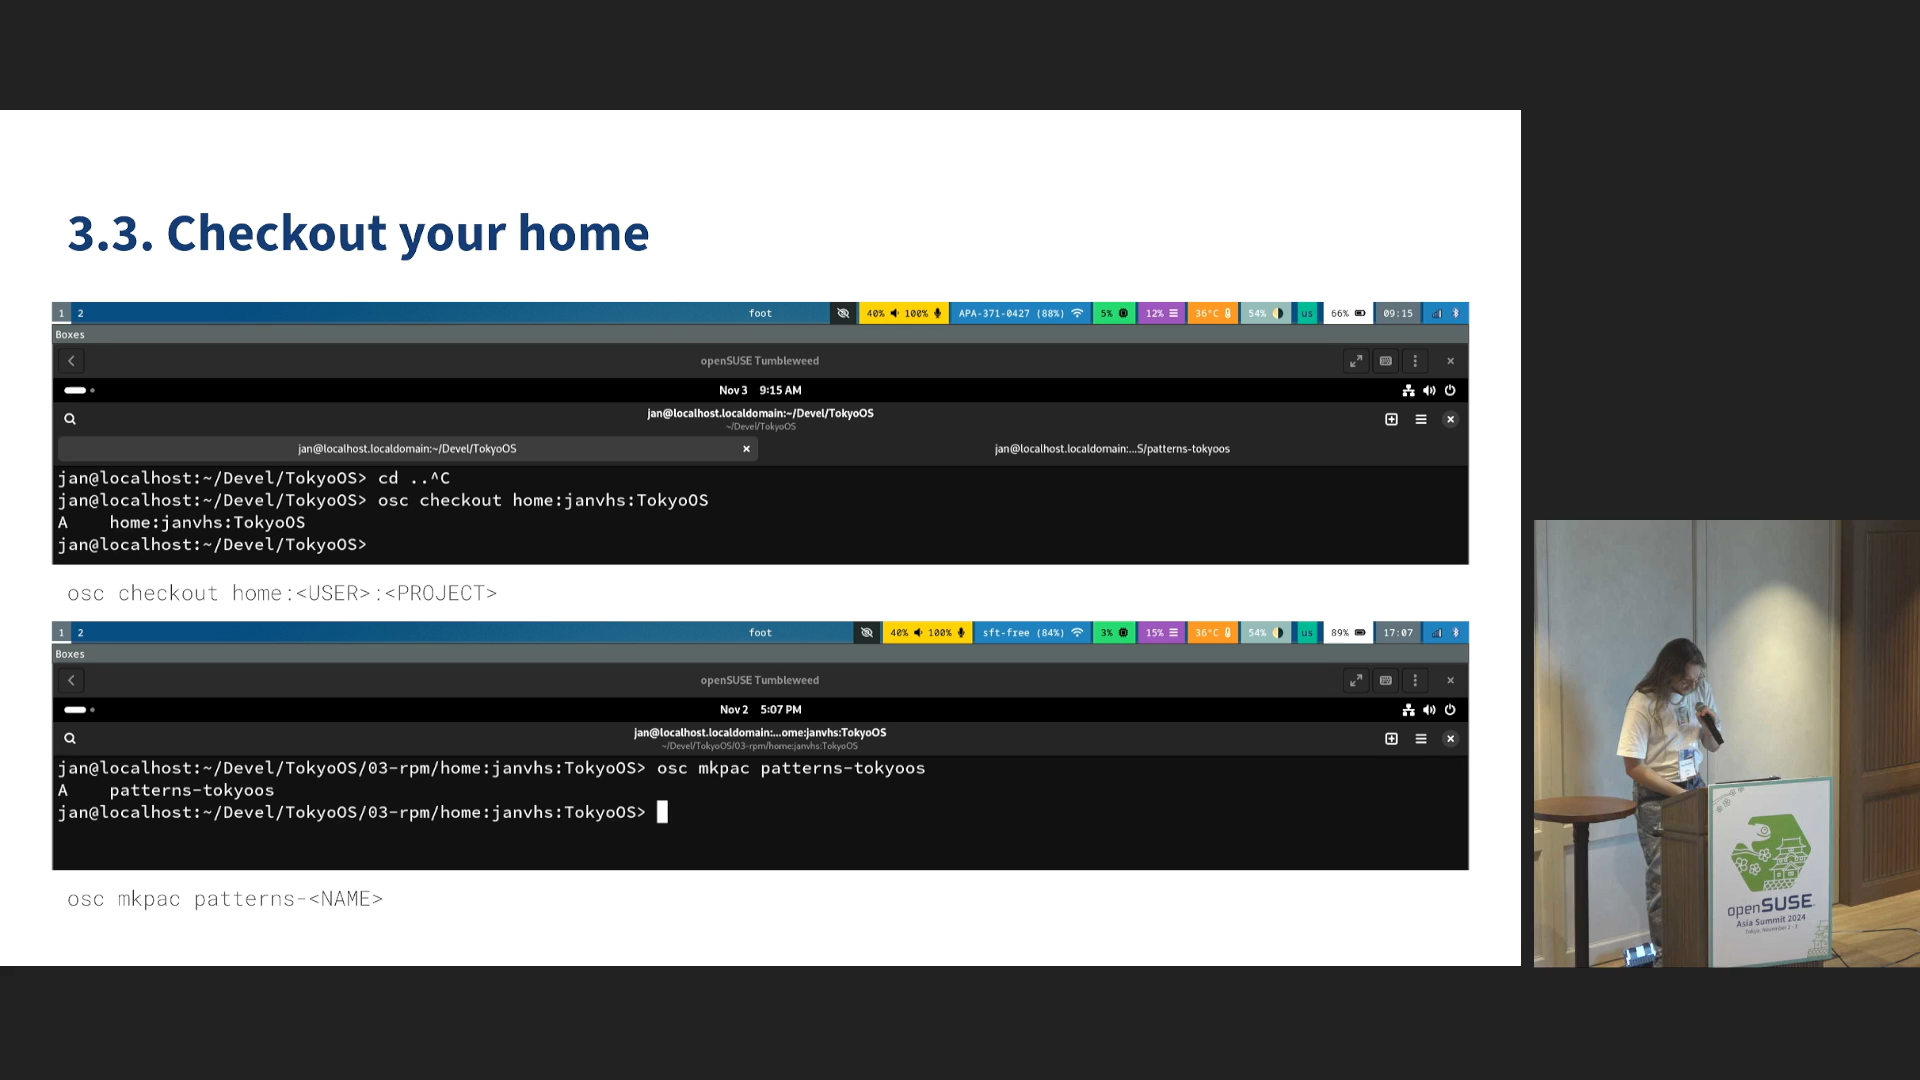 3.3. Checkout your home
1 2 foot 40% 100% APA-371-0427 (88%) 5% 12% 36°C 54% us 66% 09:15
Boxes
openSUSE Tumbleweed
Nov 3 9:15 AM
jan@localhost.localdomain:~/Devel/TokyoOS
~/Devel/TokyoOS
jan@localhost.localdomain:~/Devel/TokyoOS jan@localhost.localdomain:...S/patterns-tokyoos
jan@localhost:~/Devel/TokyoOS> cd ..^C
jan@localhost:~/Devel/TokyoOS> osc checkout home:janvhs:TokyoOS
A home:janvhs:TokyoOS
jan@localhost:~/Devel/TokyoOS>
osc checkout home:<USER>:<PROJECT>
1 2 foot 40% 100% sft-free (84%) 3% 15% 36°C 54% us 89% 17:07
Boxes
openSUSE Tumbleweed
Nov 2 5:07 PM
jan@localhost.localdomain:...ome:janvhs:TokyoOS
~/Devel/TokyoOS/03-rpm/home:janvhs:TokyoOS
jan@localhost:~/Devel/TokyoOS/03-rpm/home:janvhs:TokyoOS> osc mkpac patterns-tokyoos
A patterns-tokyoos
jan@localhost:~/Devel/TokyoOS/03-rpm/home:janvhs:TokyoOS>
osc mkpac patterns-<NAME>
openSUSE
Asia Summit 2024
Tokyo, November 2 - 3